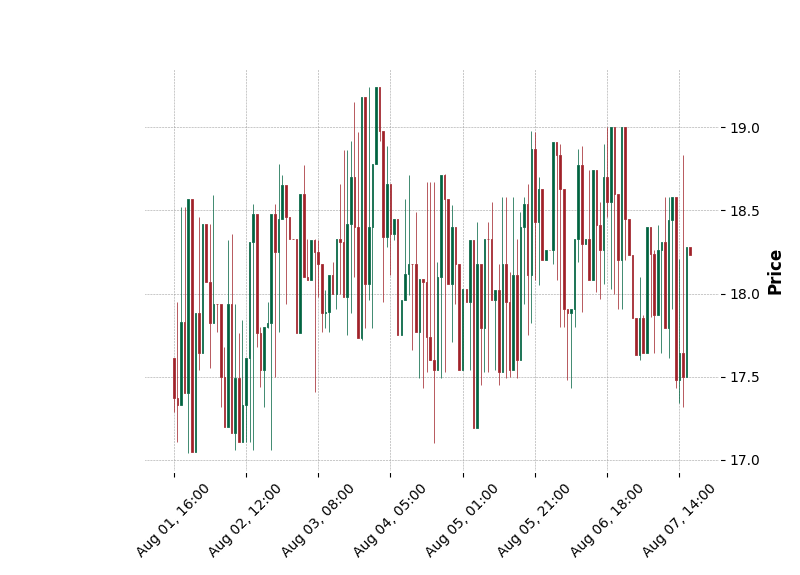 19.0
18.5
18.0
17.5
17.0
Price
Aug 01, 16:00
Aug 02, 12:00
Aug 03, 08:00
Aug 04, 05:00
Aug 05, 01:00
Aug 05, 21:00
Aug 06, 18:00
Aug 07, 14:00